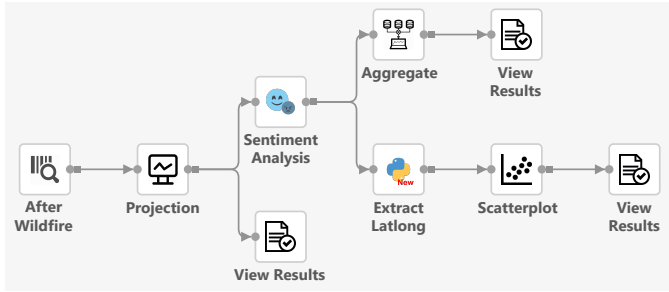 Aggregate
View
Results
Sentiment
Analysis
After
Wildfire
Projection
New
Extract
Latlong
Scatterplot
View
Results
View Results